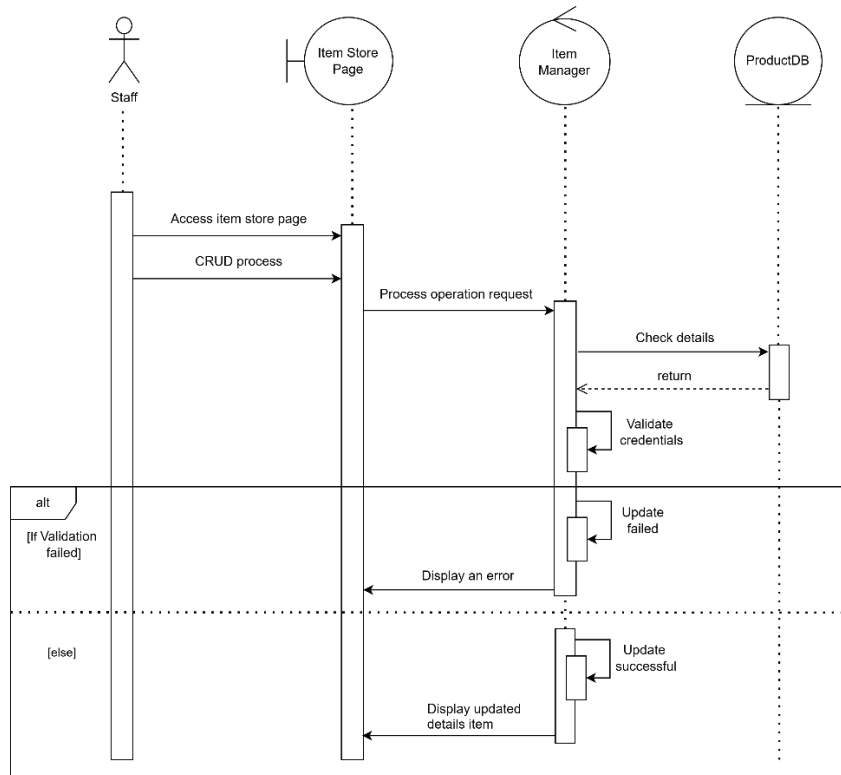 Item Store
Page
Item
Manager
ProductDB
Staff
Access item store page
CRUD process
Process operation request
Check details
return
Validate
credentials
alt
[If Validation
failed]
Update
failed
Display an error
[else]
Update
successful
Display updated
details item